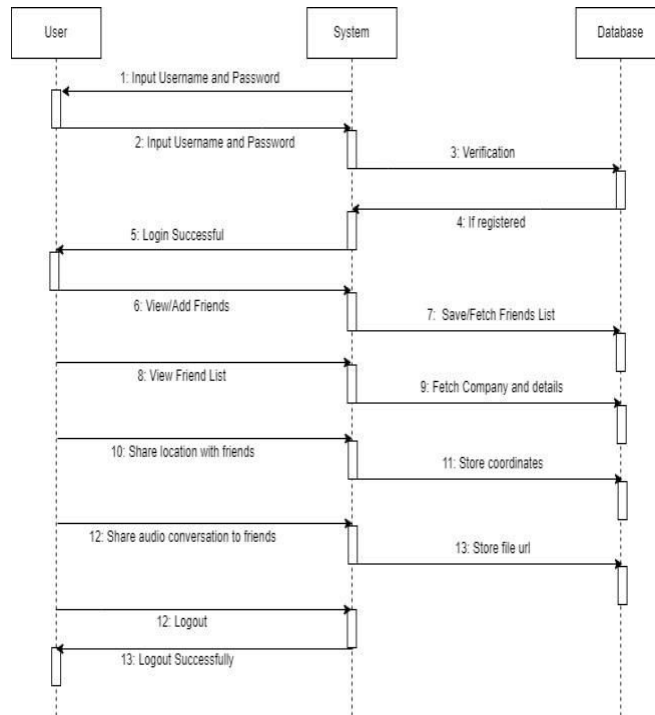 User
System
Database
1: Input Username and Password
2: Input Username and Password
3: Verification
4: If registered
5: Login Successful
6: View/Add Friends
7: Save/Fetch Friends List
8: View Friend List
9: Fetch Company and details
10: Share location with friends
11: Store coordinates
12: Share audio conversation to friends
13: Store file url
12: Logout
13: Logout Successfully